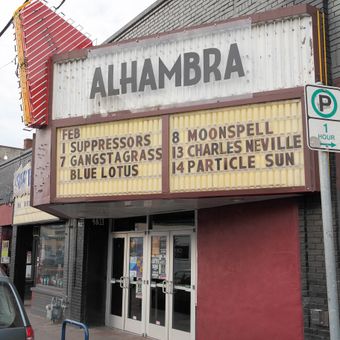 ALHAMBRA
FEB
1 SUPPRESSORS
7 GANGSTAGRASS
BLUE LOTUS
8 MOONSPELL
13 CHARLES NEVILLE
14 PARTICLE SUN
P
1 HOUR